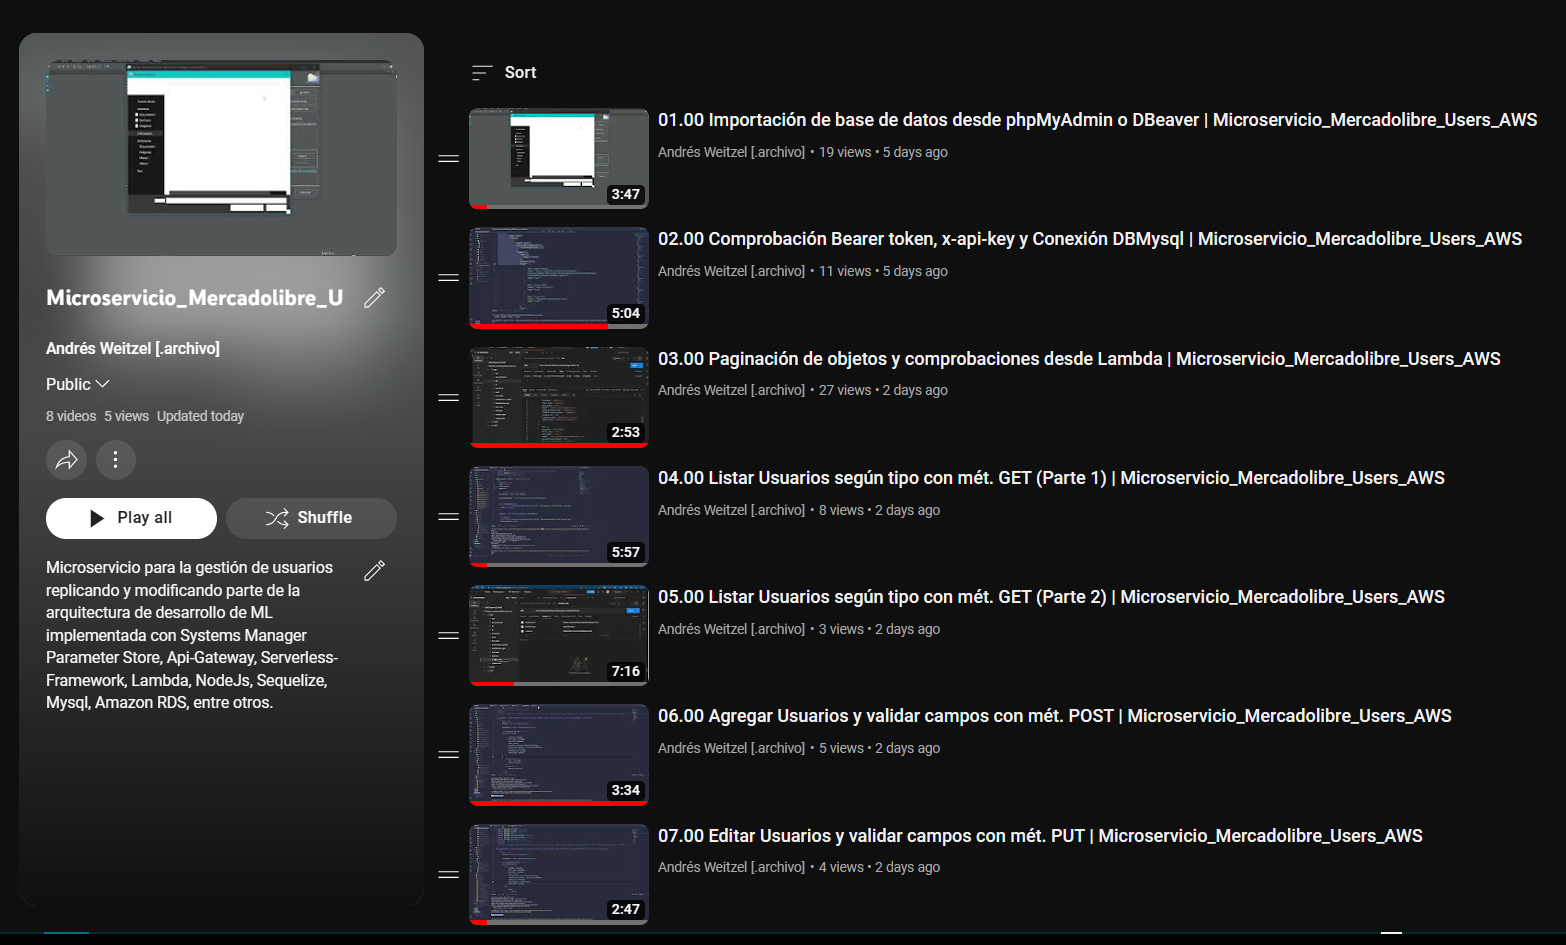 Microservicio_Mercadolibre_U
Andrés Weitzel [.archivo]
Public
8 videos 5 views Updated today
Play all
Shuffle
Microservicio para la gestión de usuarios
replicando y modificando parte de la
arquitectura de desarrollo de ML
implementada con Systems Manager
Parameter Store, Api-Gateway, Serverless-
Framework, Lambda, NodeJs, Sequelize,
Mysql, Amazon RDS, entre otros.
Sort
01.00 Importación de base de datos desde phpMyAdmin o DBeaver | Microservicio_Mercadolibre_Users_AWS
Andrés Weitzel [.archivo] • 19 views • 5 days ago
3:47
02.00 Comprobación Bearer token, x-api-key y Conexión DBMysql | Microservicio_Mercadolibre_Users_AWS
Andrés Weitzel [.archivo] • 11 views • 5 days ago
5:04
03.00 Paginación de objetos y comprobaciones desde Lambda | Microservicio_Mercadolibre_Users_AWS
Andrés Weitzel [.archivo] • 27 views • 2 days ago
2:53
04.00 Listar Usuarios según tipo con mét. GET (Parte 1) | Microservicio_Mercadolibre_Users_AWS
Andrés Weitzel [.archivo] • 8 views • 2 days ago
5:57
05.00 Listar Usuarios según tipo con mét. GET (Parte 2) | Microservicio_Mercadolibre_Users_AWS
Andrés Weitzel [.archivo] • 3 views • 2 days ago
7:16
06.00 Agregar Usuarios y validar campos con mét. POST | Microservicio_Mercadolibre_Users_AWS
Andrés Weitzel [.archivo] • 5 views • 2 days ago
3:34
07.00 Editar Usuarios y validar campos con mét. PUT | Microservicio_Mercadolibre_Users_AWS
Andrés Weitzel [.archivo] • 4 views • 2 days ago
2:47